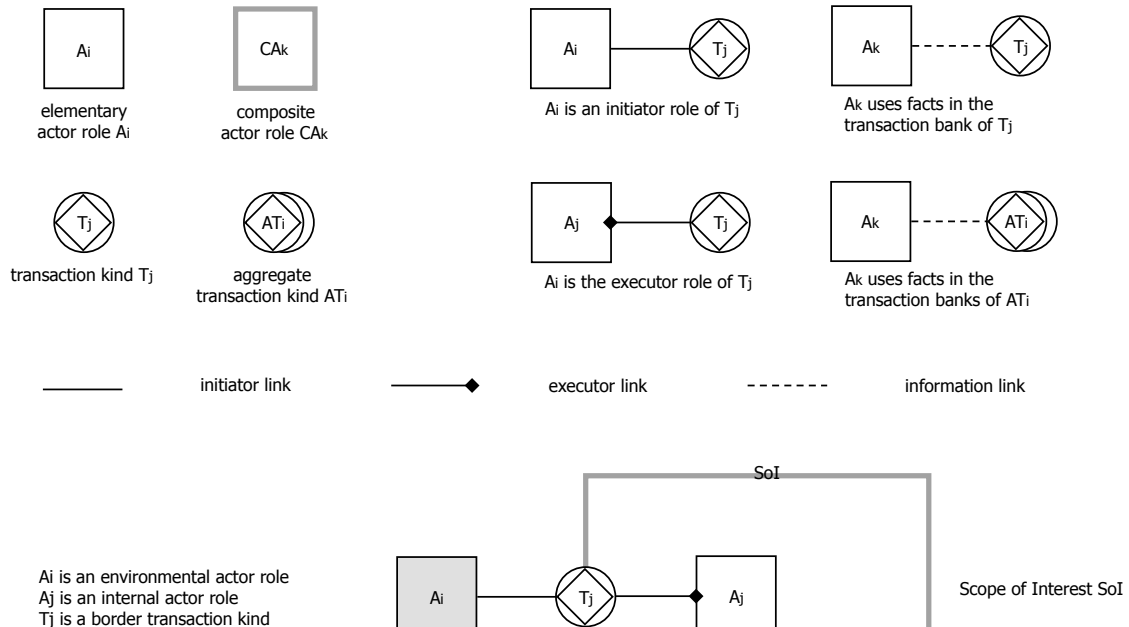 Ai
CAk
Ai
Tj
Ak
Tj
elementary
actor role Ai
composite
actor role CAk
Ai is an initiator role of Tj
Ak uses facts in the
transaction bank of Tj
Tj
ATi
Aj
Tj
Ak
ATi
transaction kind Tj
aggregate
transaction kind ATi
Ai is the executor role of Tj
Ak uses facts in the
transaction banks of ATi
initiator link
executor link
information link
SoI
Ai is an environmental actor role
Aj is an internal actor role
Tj is a border transaction kind
Ai
Tj
Aj
Scope of Interest SoI